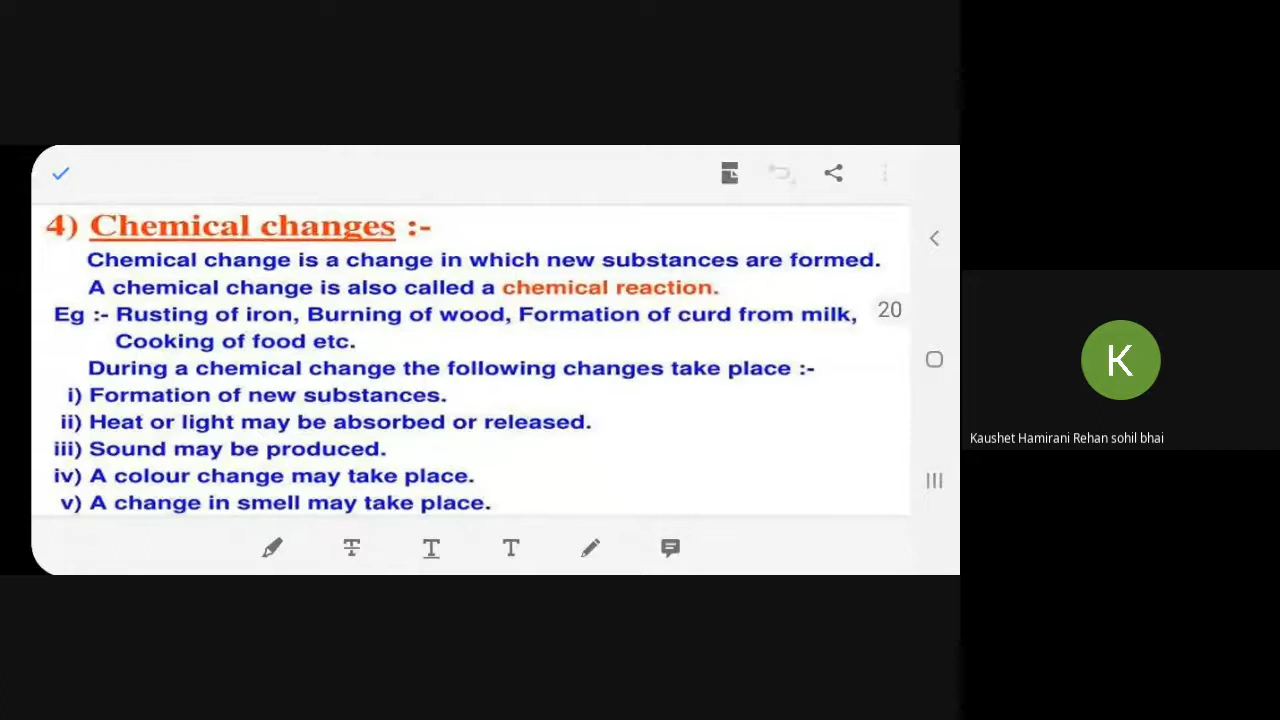 4) Chemical changes :-
Chemical change is a change in which new substances are formed.
A chemical change is also called a chemical reaction.
Eg :- Rusting of iron, Burning of wood, Formation of curd from milk,
20
Cooking of food etc.
During a chemical change the following changes take place :-
i) Formation of new substances.
ii) Heat or light may be absorbed or released.
iii) Sound may be produced.
iv) A colour change may take place.
v) A change in smell may take place.
K
Kaushet Hamirani Rehan sohil bhai